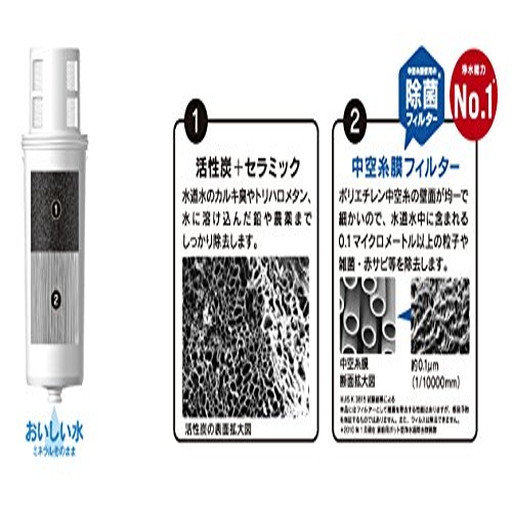 1
2
おいしい水
ミネラルそのまま
1
活性炭+セラミック
水道水のカルキ臭やトリハロメタン、
水に溶け込んだ鉛や農薬まで
しっかり除去します。
活性炭の表面拡大図
2
除菌
フィルター
浄水能力
No.1
中空糸膜フィルター
ポリエチレン中空糸の壁面が均一で
細かいので、水道水中に含まれる
0.1マイクロメートル以上の粒子や
雑菌・赤サビ等を除去します。
中空糸膜
断面拡大図
約0.1μm
(1/10000mm)